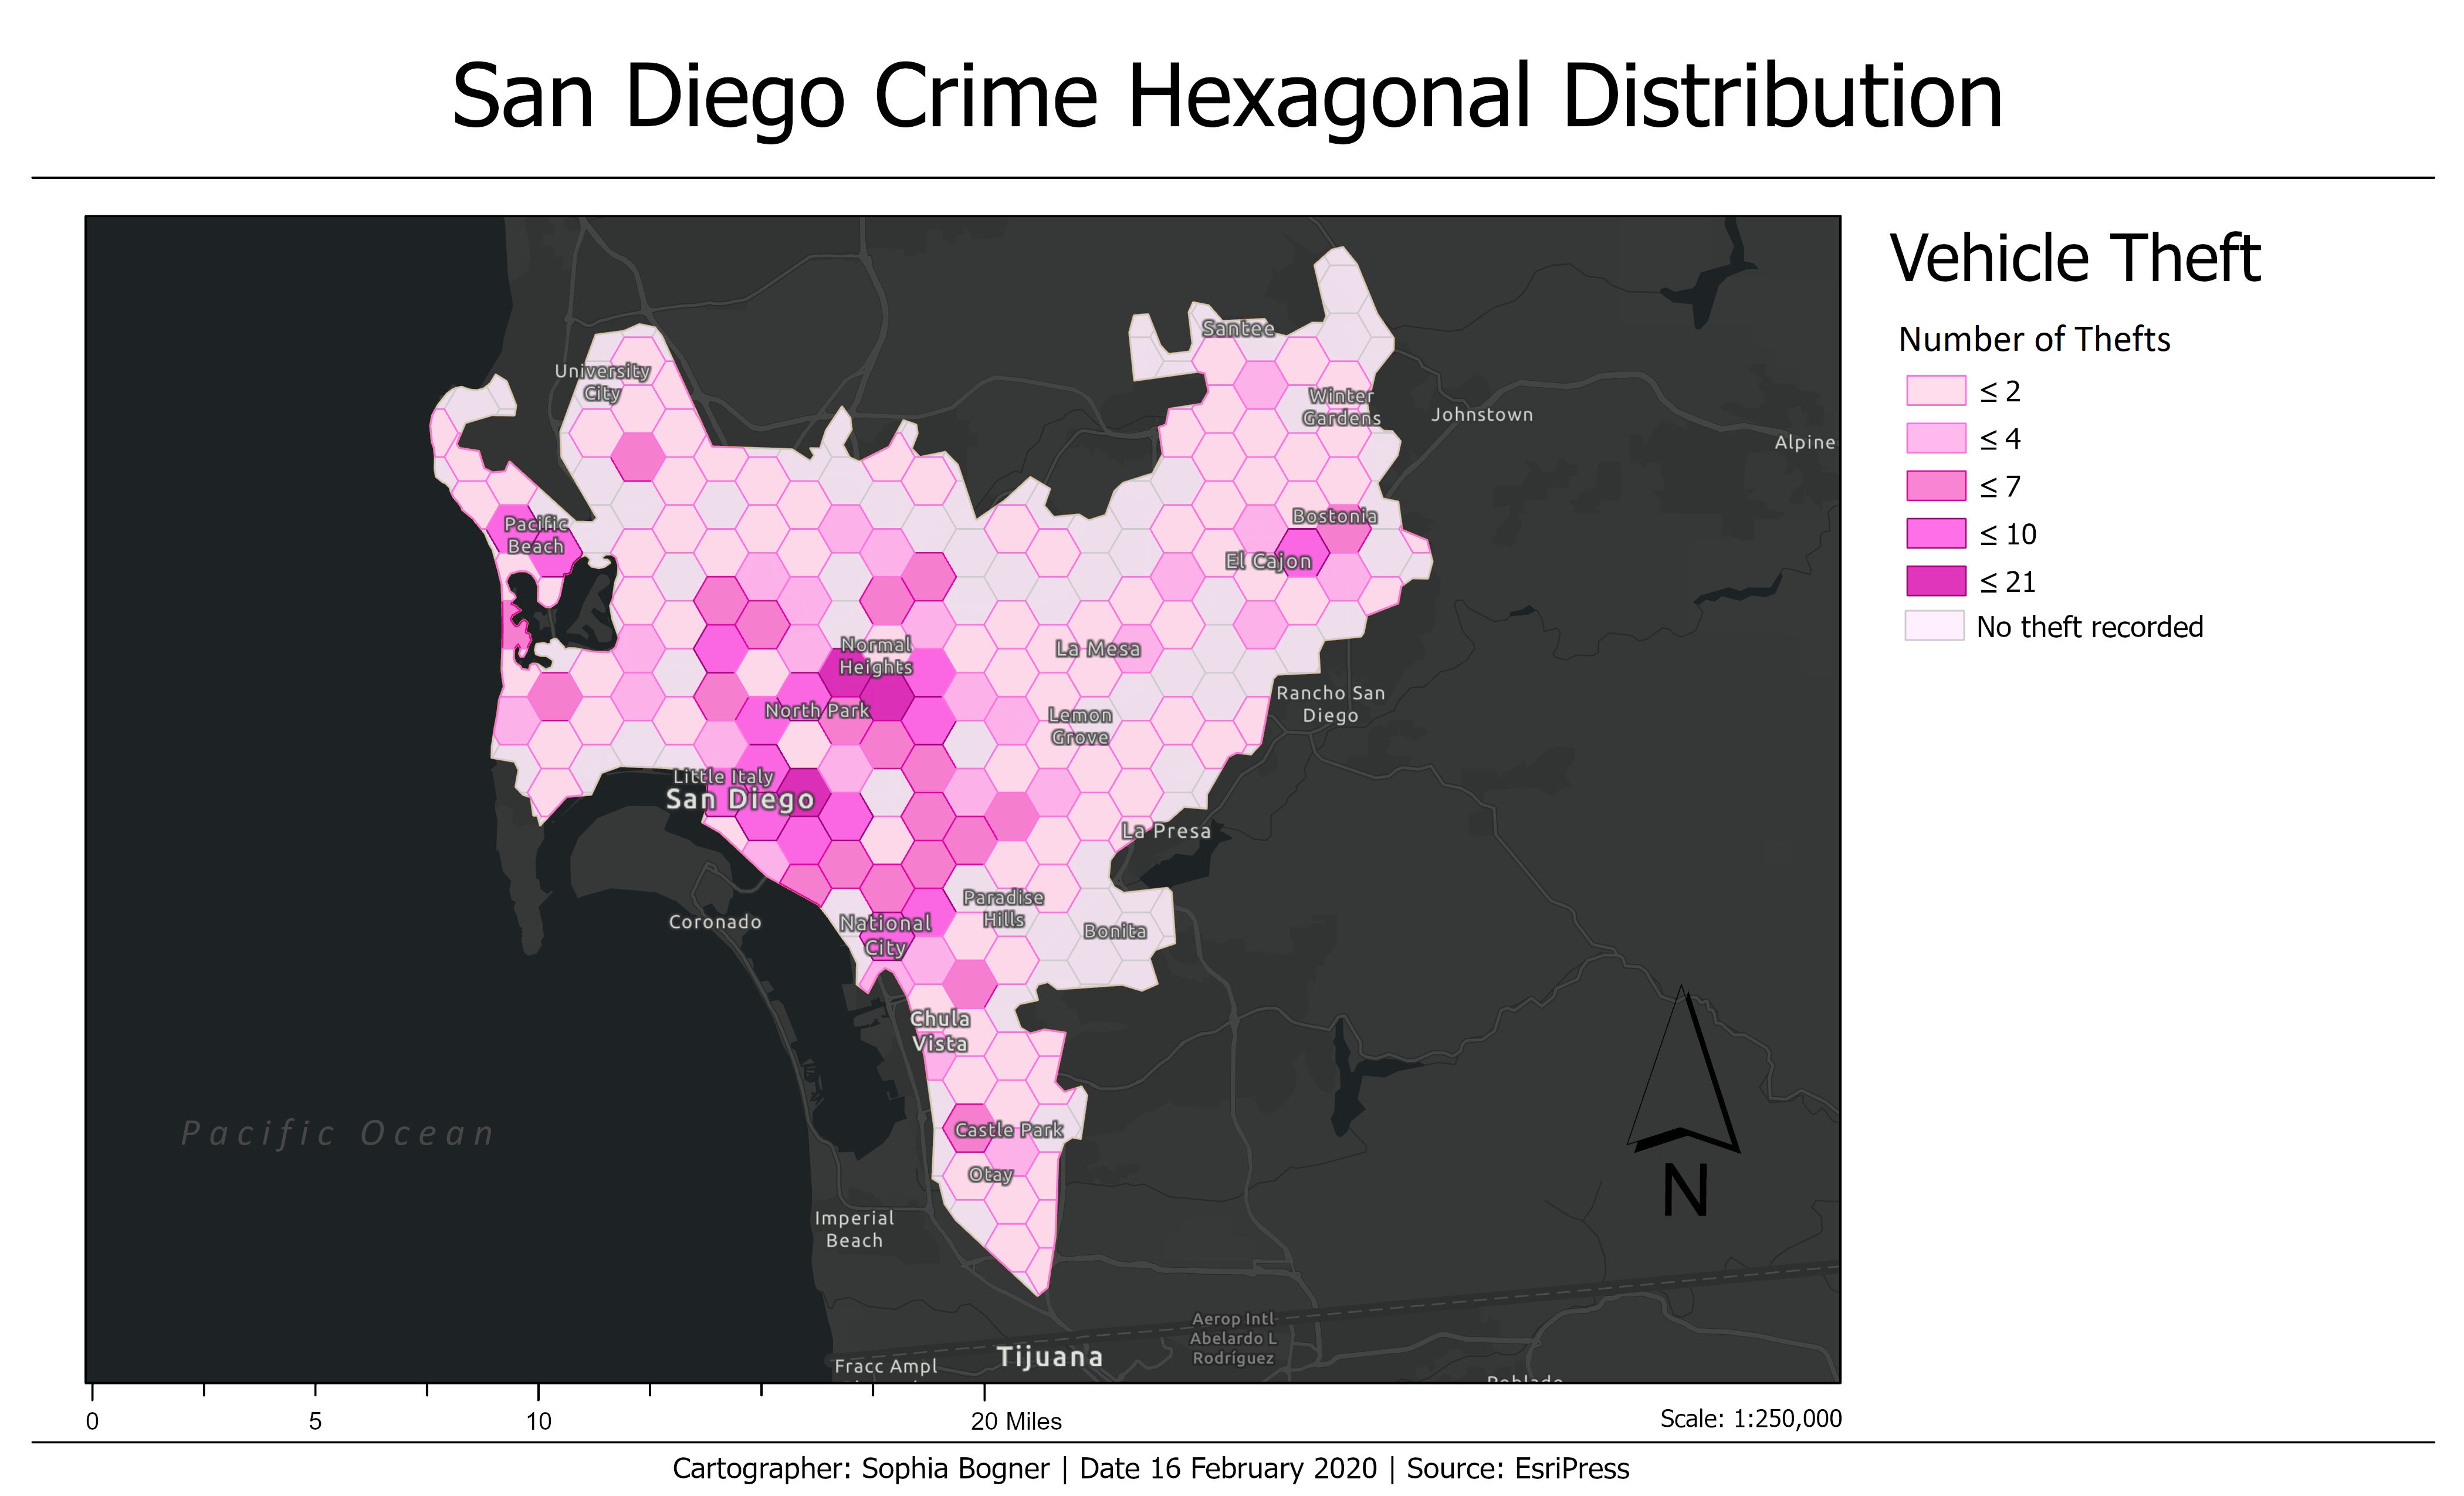 San Diego Crime Hexagonal Distribution
Vehicle Theft
Number of Thefts
≤ 2
≤ 4
≤ 7
≤ 10
≤ 21
No theft recorded
Santee
University
City
Winter
Gardens
Johnstown
Alpine
Pacific
Beach
Bostonia
El Cajon
Normal
Heights
La Mesa
Rancho San
Diego
North Park
Lemon
Grove
Little Italy
San Diego
La Presa
Coronado
National
City
Paradise
Hills
Bonita
Chula
Vista
Pacific Ocean
Castle Park
Otay
Imperial
Beach
N
Aerop Intl
Abelardo L
Rodríguez
Tijuana
Fracc Ampl
0
5
10
20 Miles
Scale: 1:250,000
Cartographer: Sophia Bogner | Date 16 February 2020 | Source: EsriPress